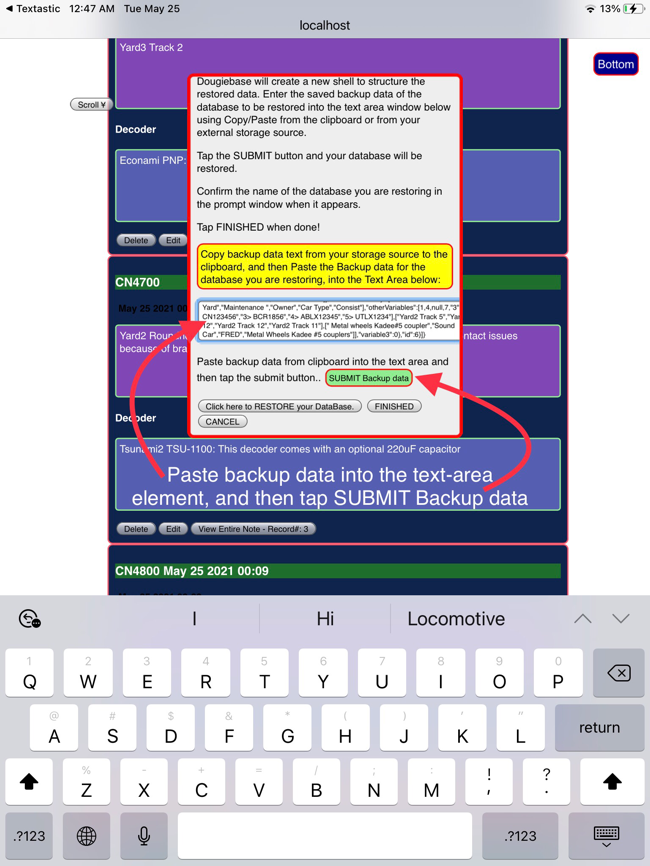 Textastic 12:47 AM Tue May 25 13%
localhost
Yard3 Track 2
Bottom
Scroll ¥
Decoder
Econami PNP:
Delete Edit
Dougiebase will create a new shell to structure the
restored data. Enter the saved backup data of the
database to be restored into the text area window below
using Copy/Paste from the clipboard or from your
external storage source.
Tap the SUBMIT button and your database will be
restored.
Confirm the name of the database you are restoring in
the prompt window when it appears.
Tap FINISHED when done!
Copy backup data text from your storage source to the
clipboard, and then Paste the Backup data for the
database you are restoring, into the Text Area below:
CN4700
May 25 2021 00
Yard","Maintenance ","Owner","Car Type","Consist"],"otherVariables":[1,4,null,7,"3"
CN123456","3> BCR1856","4> ABLX12345","5> UTLX1234"],["Yard2 Track 5","Yar
12","Yard2 Track 12","Yard2 Track 11"],[" Metal wheels Kadee#5 coupler","Sound
Car","FRED","Metal Wheels Kadee #5 couplers"]],"variable3":0},"id":6}]}
Yard2 Roun ntact issues
because of bra
Paste backup data from clipboard into the text area and
then tap the submit button.. SUBMIT Backup data
Click here to RESTORE your DataBase. FINISHED
CANCEL
Decoder
Tsunami2 TSU-1100: This decoder comes with an optional 220uF capacitor
Paste backup data into the text-area
element, and then tap SUBMIT Backup data
Delete Edit View Entire Note - Record#: 3
CN4800 May 25 2021 00:09
I Hi Locomotive
1 2 3 4 5 6 7 8 9 0
Q W E R T Y U I O P
@ # $ & * ( ) ' "
A S D F G H J K L return
% - + = / ; : ! ?
Z X C V B N M , .
.?123 .?123